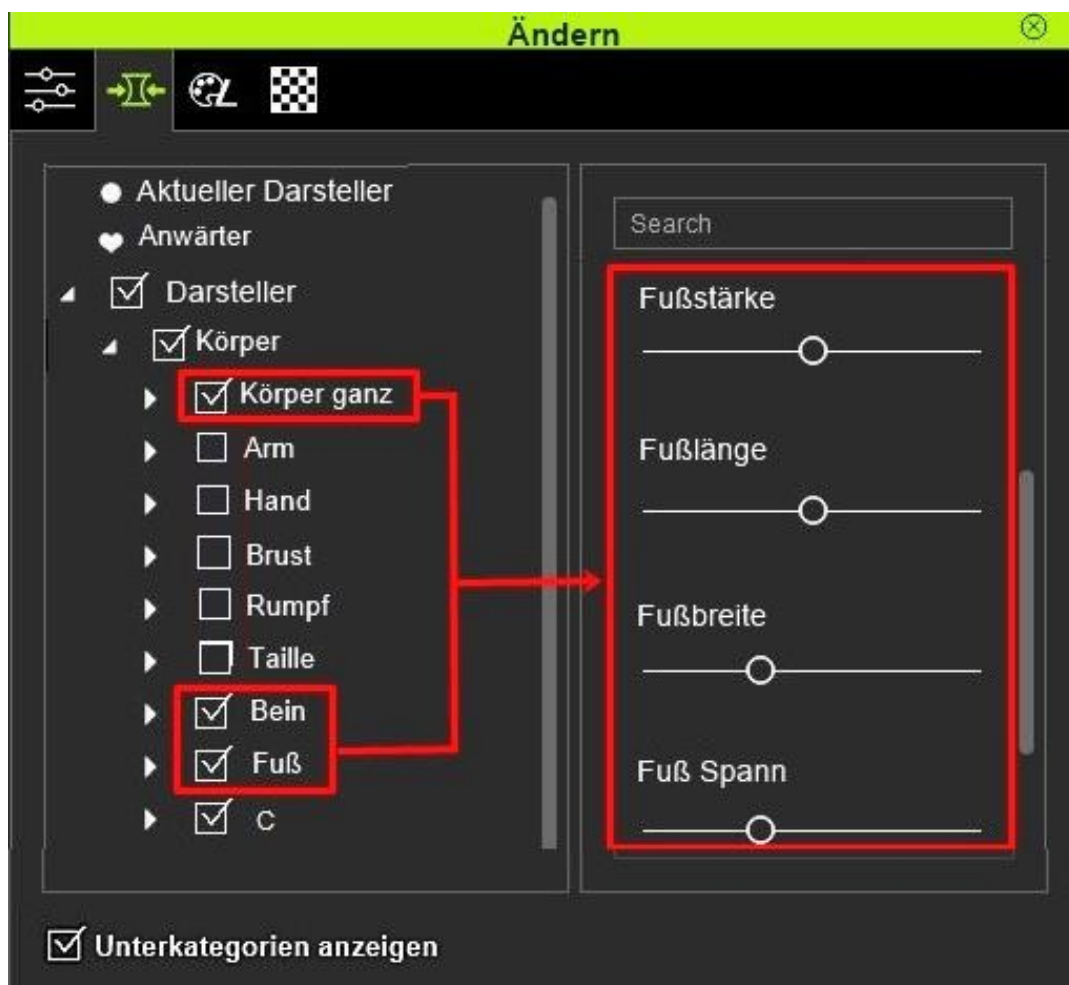 Ändern
Aktueller Darsteller
Anwärter
Darsteller
Körper
Körper ganz
Arm
Hand
Brust
Rumpf
Taille
Bein
Fuß
C
Search
Fußstärke
Fußlänge
Fußbreite
Fuß Spann
Unterkategorien anzeigen